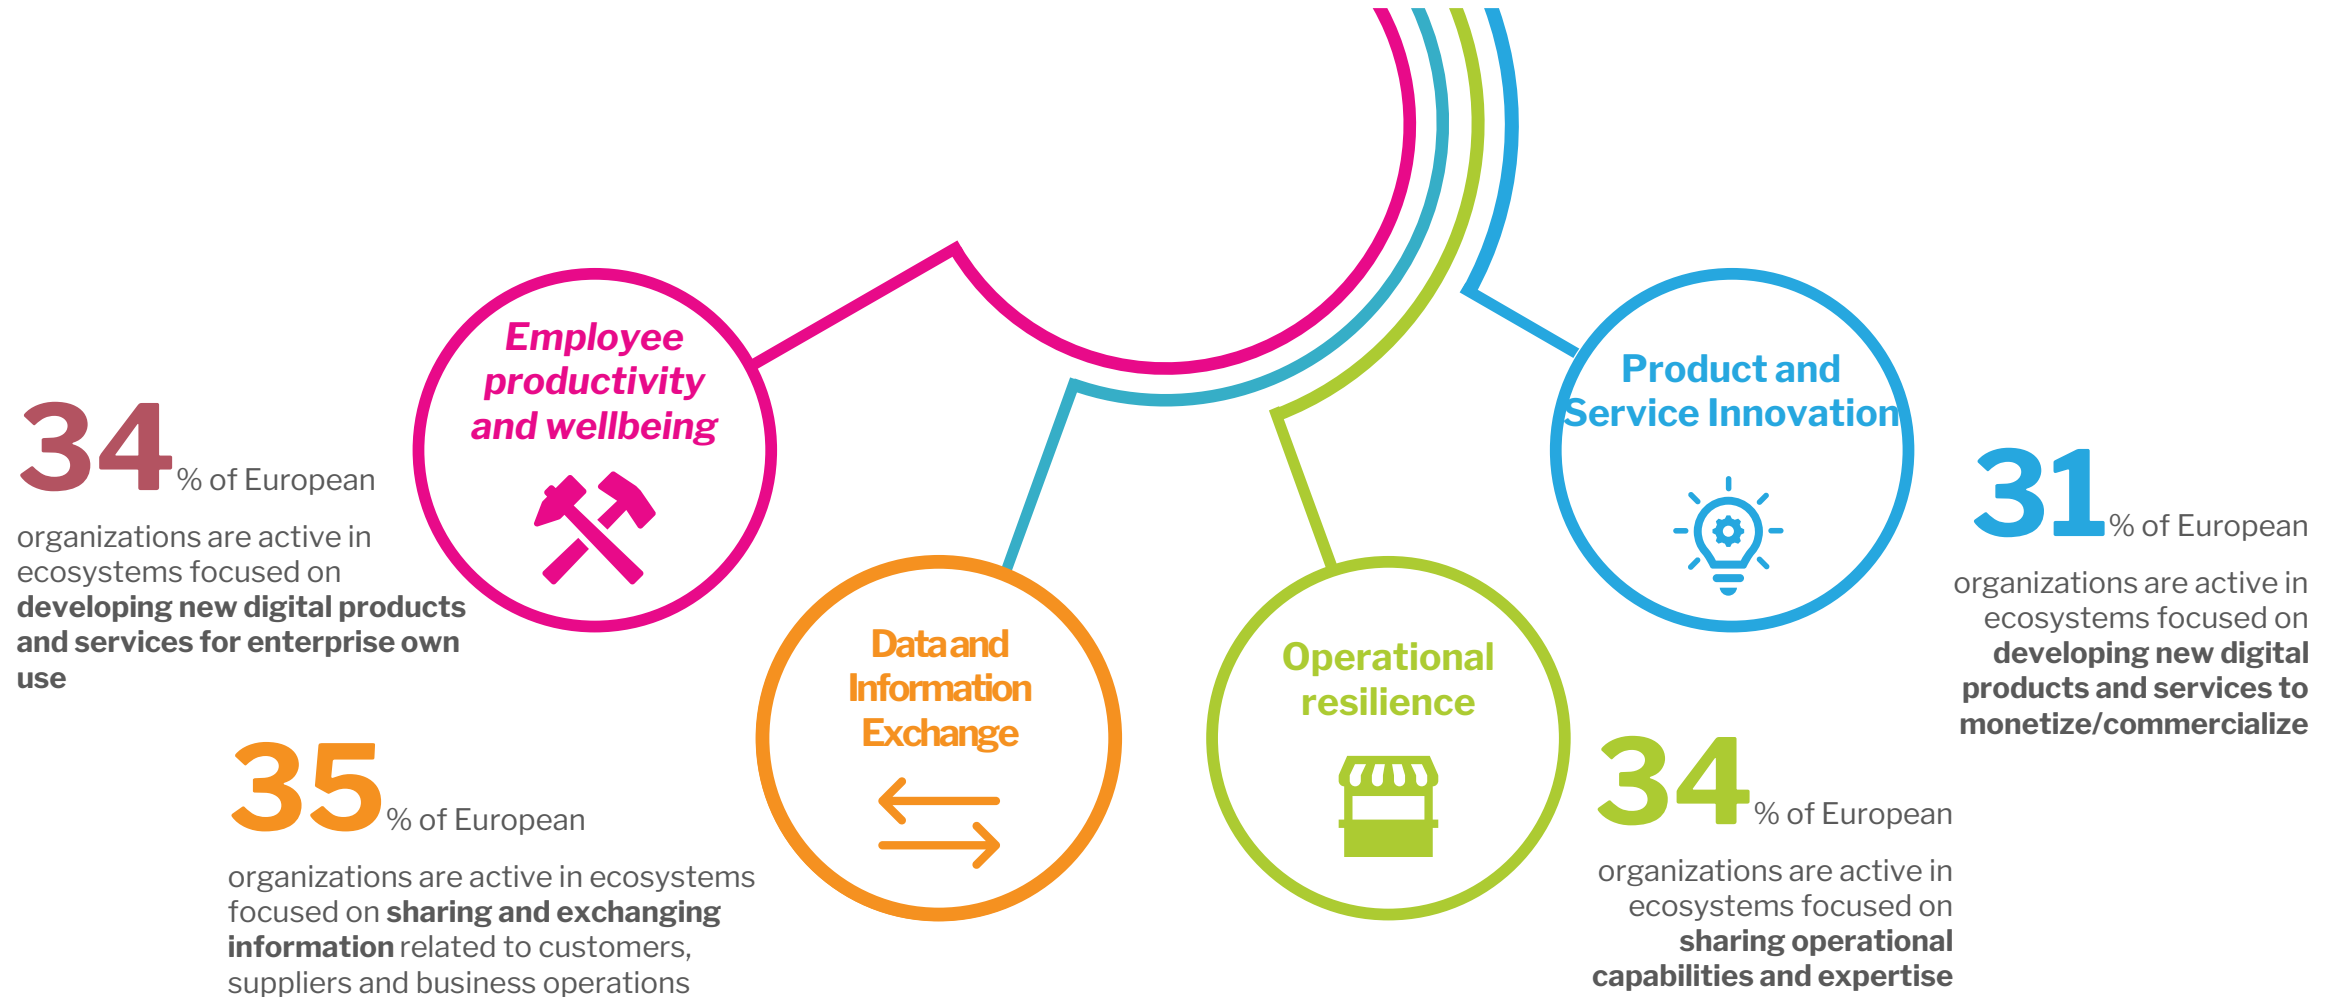 Employee
productivity
and wellbeing
34% of European
organizations are active in
ecosystems focused on
developing new digital products
and services for enterprise own
use
Data and
Information
Exchange
35% of European
organizations are active in ecosystems
focused on sharing and exchanging
information related to customers,
suppliers and business operations
Operational
resilience
34% of European
organizations are active in
ecosystems focused on
sharing operational
capabilities and expertise
Product and
Service Innovation
31% of European
organizations are active in
ecosystems focused on
developing new digital
products and services to
monetize/commercialize